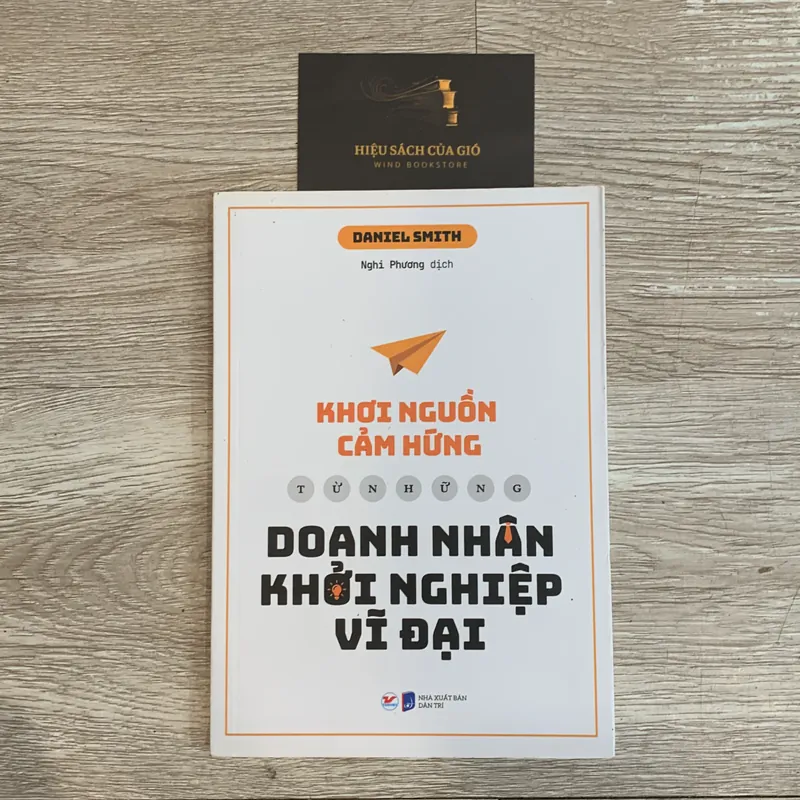 HIỆU SÁCH CỦA GIÓ
WIND BOOKSTORE
DANIEL SMITH
Nghi Phương dịch
KHƠI NGUỒN
CẢM HỨNG
TỪ NHỮNG
DOANH NHÂN
KHỞI NGHIỆP
VĨ ĐẠI
NHÀ XUẤT BẢN
DÂN TRÍ